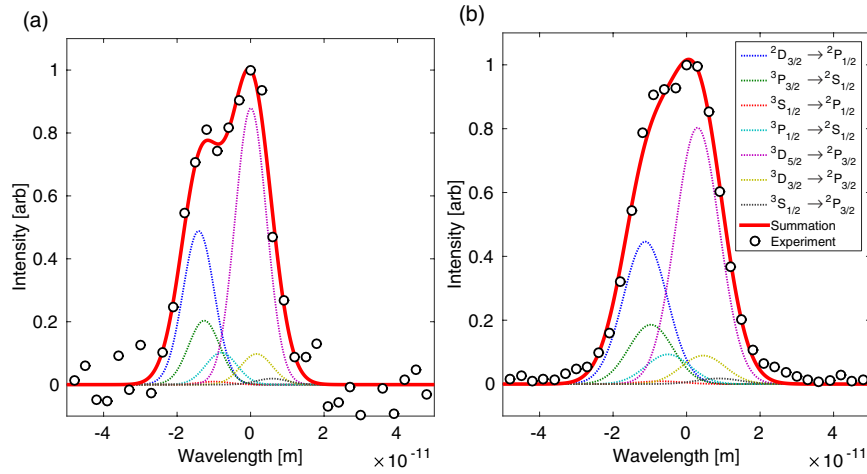 (a)
1
0.8
0.6
0.4
0.2
0
Intensity [arb]
-4 -2 0 2 4
Wavelength [m] × 10⁻¹¹
(b)
1
0.8
0.6
0.4
0.2
0
Intensity [arb]
-4 -2 0 2 4
Wavelength [m] × 10⁻¹¹
²D₃/₂ → ²P₁/₂
³P₃/₂ → ²S₁/₂
³S₁/₂ → ²P₁/₂
³P₁/₂ → ²S₁/₂
³D₅/₂ → ²P₃/₂
³D₃/₂ → ²P₃/₂
³S₁/₂ → ²P₃/₂
Summation
Experiment